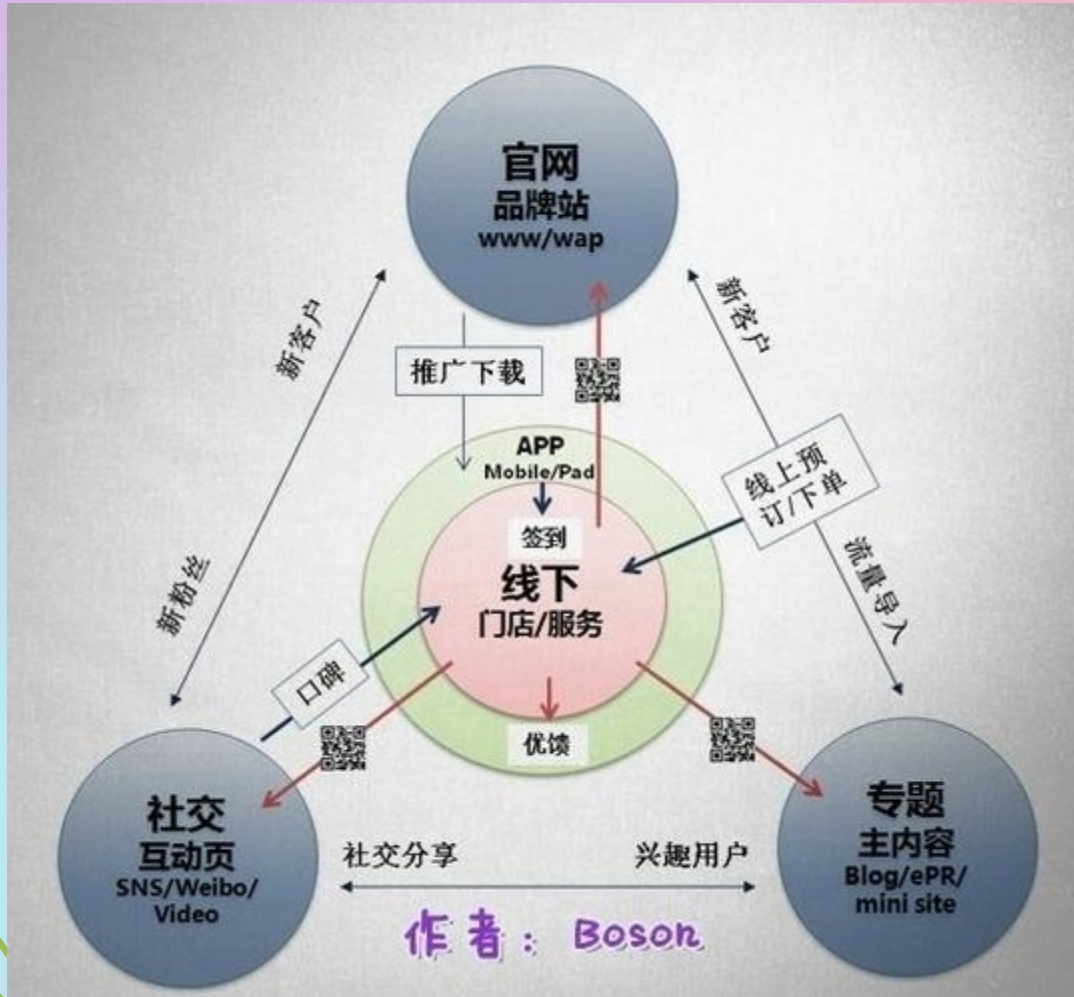 官网
品牌站
www/wap
新客户
新客户
推广下载
APP
Mobile/Pad
签到
线下
门店/服务
线上预
订/下单
流量导入
新粉丝
口碑
优馈
社交
互动页
SNS/Weibo/
Video
专题
主内容
Blog/ePR/
mini site
社交分享
兴趣用户
作者：Boson